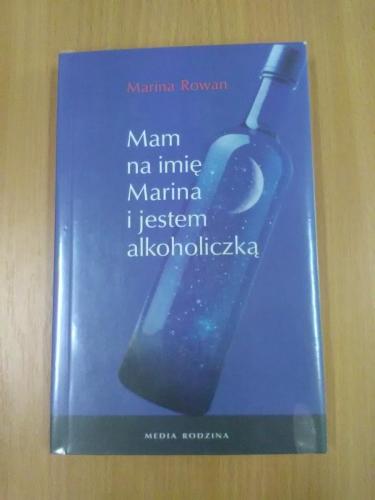 Marina Rowan
Mam
na imię
Marina
i jestem
alkoholiczką
MEDIA RODZINA